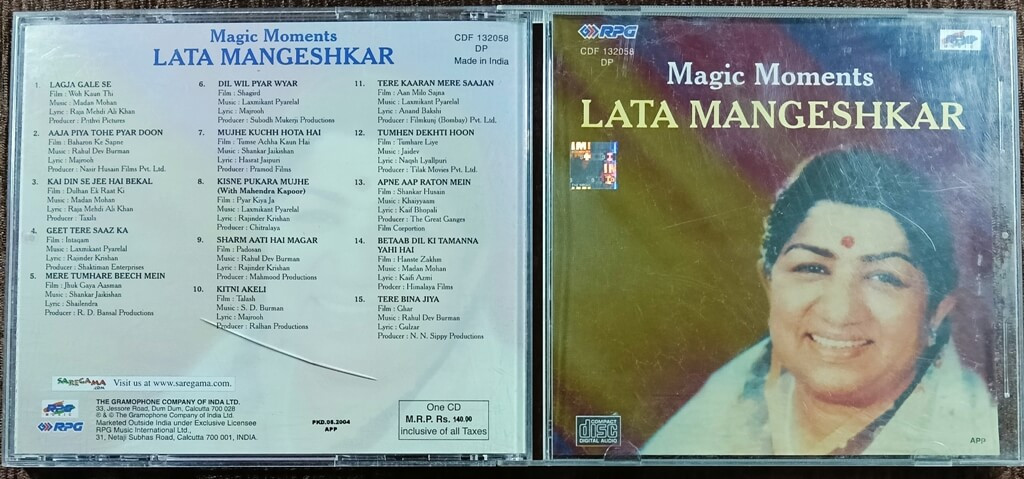 Magic Moments
LATA MANGESHKAR
CDF 132058
DP
Made in India
1. LAGJA GALE SE
Film : Woh Kaun Thi
Music : Madan Mohan
Lyric : Raja Mehdi Ali Khan
Producer : Prithvi Pictures
2. AAJA PIYA TOHE PYAR DOON
Film : Baharon Ke Sapne
Music : Rahul Dev Burman
Lyric : Majrooh
Producer : Nasir Husain Films Pvt. Ltd.
3. KAI DIN SE JEE HAI BEKAL
Film : Dulhan Ek Raat Ki
Music : Madan Mohan
Lyric : Raja Mehdi Ali Khan
Producer : Tasils
4. GEET TERE SAAZ KA
Film : Intaqam
Music : Laxmikant Pyarelal
Lyric : Rajinder Krishan
Producer : Shaktiman Enterprises
5. MERE TUMHARE BEECH MEIN
Film : Jhuk Gaya Aasman
Music : Shankar Jaikishan
Lyric : Shailendra
Producer : R. D. Bansal Productions
6. DIL WIL PYAR WYAR
Film : Shagird
Music : Laxmikant Pyarelal
Lyric : Majrooh
Producer : Subodh Mukerji Productions
7. MUJHE KUCHH HOTA HAI
Film : Tumse Achha Kaun Hai
Music : Shankar Jaikishan
Lyric : Hasrat Jaipuri
Producer : Pramod Films
8. KISNE PUKARA MUJHE
(With Mahendra Kapoor)
Film : Pyar Kiya Ja
Music : Laxmikant Pyarelal
Lyric : Rajinder Krishan
Producer : Chitralaya
9. SHARM AATI HAI MAGAR
Film : Padosan
Music : Rahul Dev Burman
Lyric : Rajinder Krishan
Producer : Mahmood Productions
10. KITNI AKELI
Film : Talash
Music : S. D. Burman
Lyric : Majrooh
Producer : Ralhan Productions
11. TERE KAARAN MERE SAAJAN
Film : Aan Milo Sajna
Music : Laxmikant Pyarelal
Lyric : Anand Bakshi
Producer : Filmkunj (Bombay) Pvt. Ltd.
12. TUMHEN DEKHTI HOON
Film : Tumhare Liye
Music : Jaidev
Lyric : Naqsh Lyallpuri
Producer : Tilak Movies Pvt. Ltd.
13. APNE AAP RATON MEIN
Film : Shankar Husain
Music : Khaiyyaam
Lyric : Kaif Bhopali
Producer : The Great Ganges
Film Corportion
14. BETAAB DIL KI TAMANNA
YAHI HAI
Film : Hanste Zakhm
Music : Madan Mohan
Lyric : Kaifi Azmi
Producer : Himalaya Films
15. TERE BINA JIYA
Film : Ghar
Music : Rahul Dev Burman
Lyric : Gulzar
Producer : N. N. Sippy Productions
SAREGAMA.com Visit us at www.saregama.com.
THE GRAMOPHONE COMPANY OF INDIA LTD.
33, Jessore Road, Dum Dum, Calcutta 700 028
℗ & © The Gramophone Company of India Ltd.
Marketed Outside India under Exclusive Licensee
RPG Music International Ltd.,
31, Netaji Subhas Road, Calcutta 700 001, INDIA.
RPG
PKD.05.2004
APP
One CD
M.R.P. Rs. 140.00
inclusive of all Taxes
RPG
CDF 132058
DP
Magic Moments
LATA MANGESHKAR
COMPACT
disc
DIGITAL AUDIO
APP